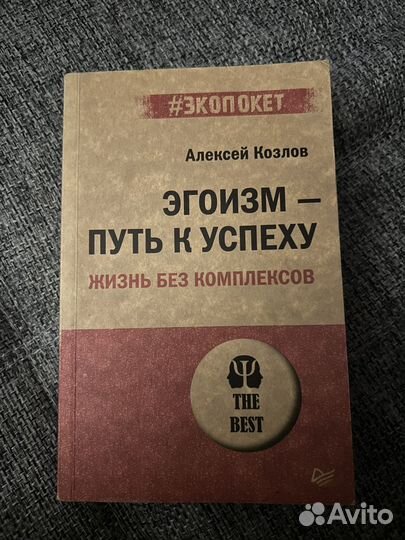 #ЭКОПОКЕТ
Алексей Козлов
ЭГОИЗМ –
ПУТЬ К УСПЕХУ
ЖИЗНЬ БЕЗ КОМПЛЕКСОВ
Ψ
THE
BEST
Avito